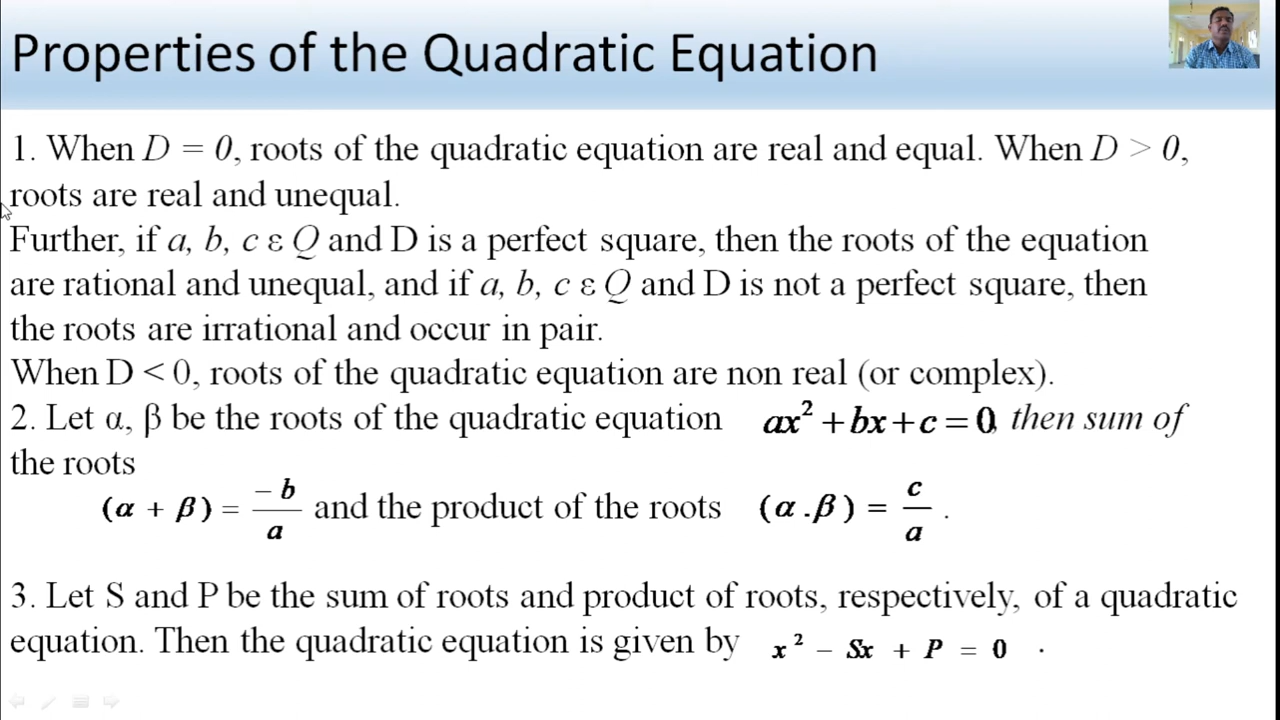 Properties of the Quadratic Equation
1. When D = 0, roots of the quadratic equation are real and equal. When D > 0,
roots are real and unequal.
Further, if a, b, c ε Q and D is a perfect square, then the roots of the equation
are rational and unequal, and if a, b, c ε Q and D is not a perfect square, then
the roots are irrational and occur in pair.
When D < 0, roots of the quadratic equation are non real (or complex).
2. Let α, β be the roots of the quadratic equation ax² + bx + c = 0, then sum of
the roots
(α + β) = −b/a and the product of the roots (α . β) = c/a .
3. Let S and P be the sum of roots and product of roots, respectively, of a quadratic
equation. Then the quadratic equation is given by x² − Sx + P = 0 .